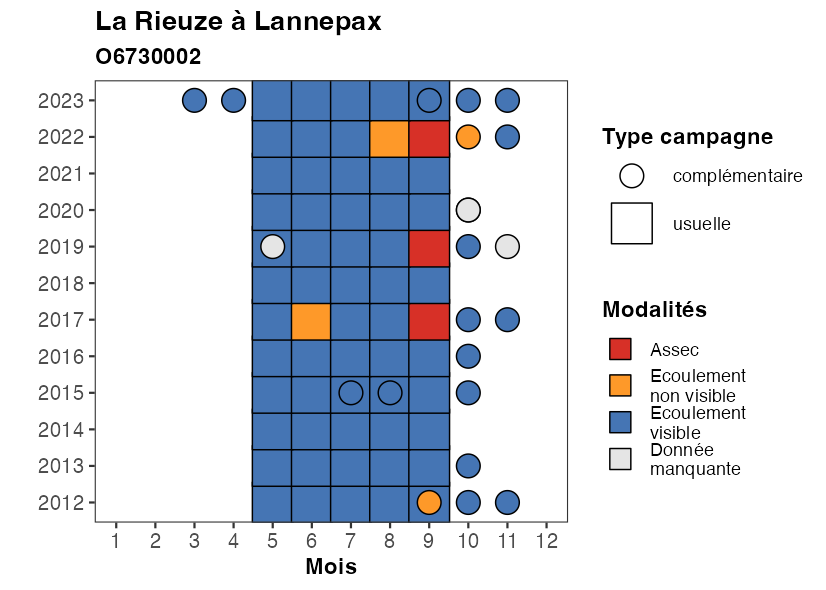 La Rieuze à Lannepax
O6730002
2023
2022
2021
2020
2019
2018
2017
2016
2015
2014
2013
2012
1 2 3 4 5 6 7 8 9 10 11 12
Mois
Type campagne
complémentaire
usuelle
Modalités
Assec
Ecoulement
non visible
Ecoulement
visible
Donnée
manquante